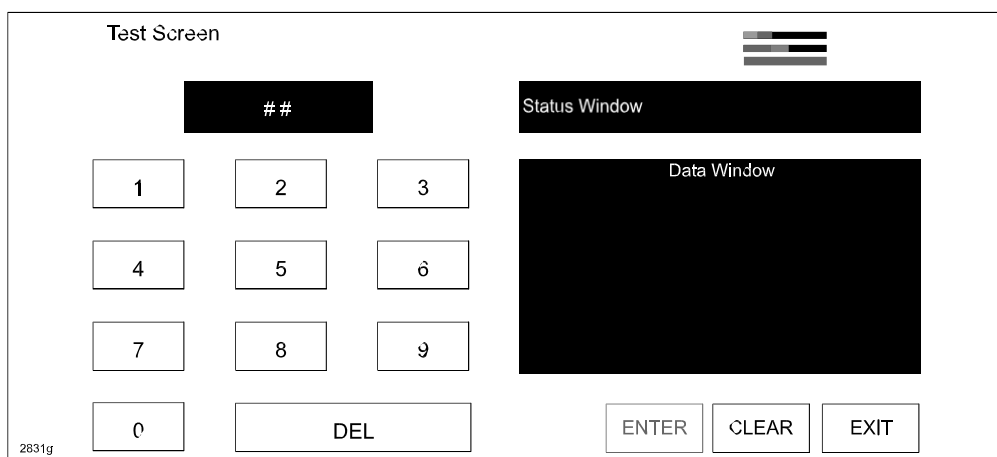 Test Screen
##
Status Window
Data Window
1 2 3
4 5 6
7 8 9
0 DEL
ENTER CLEAR EXIT
2831g